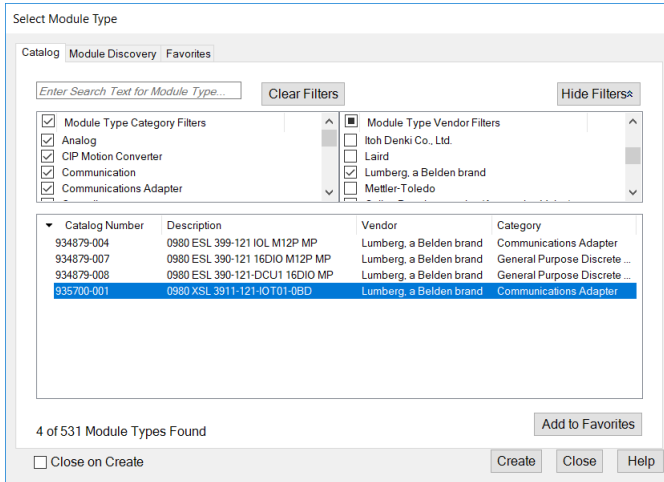 Select Module Type
Catalog Module Discovery Favorites
Enter Search Text for Module Type...
Clear Filters
Hide Filters
Module Type Category Filters
Analog
CIP Motion Converter
Communication
Communications Adapter
Module Type Vendor Filters
Itoh Denki Co., Ltd.
Laird
Lumberg, a Belden brand
Mettler-Toledo
Catalog Number Description Vendor Category
934879-004 0980 ESL 399-121 IOL M12P MP Lumberg, a Belden brand Communications Adapter
934879-007 0980 ESL 390-121 16DIO M12P MP Lumberg, a Belden brand General Purpose Discrete ...
934879-008 0980 ESL 390-121-DCU1 16DIO MP Lumberg, a Belden brand General Purpose Discrete ...
935700-001 0980 XSL 3911-121-IOT01-0BD Lumberg, a Belden brand Communications Adapter
4 of 531 Module Types Found
Add to Favorites
Close on Create
Create Close Help